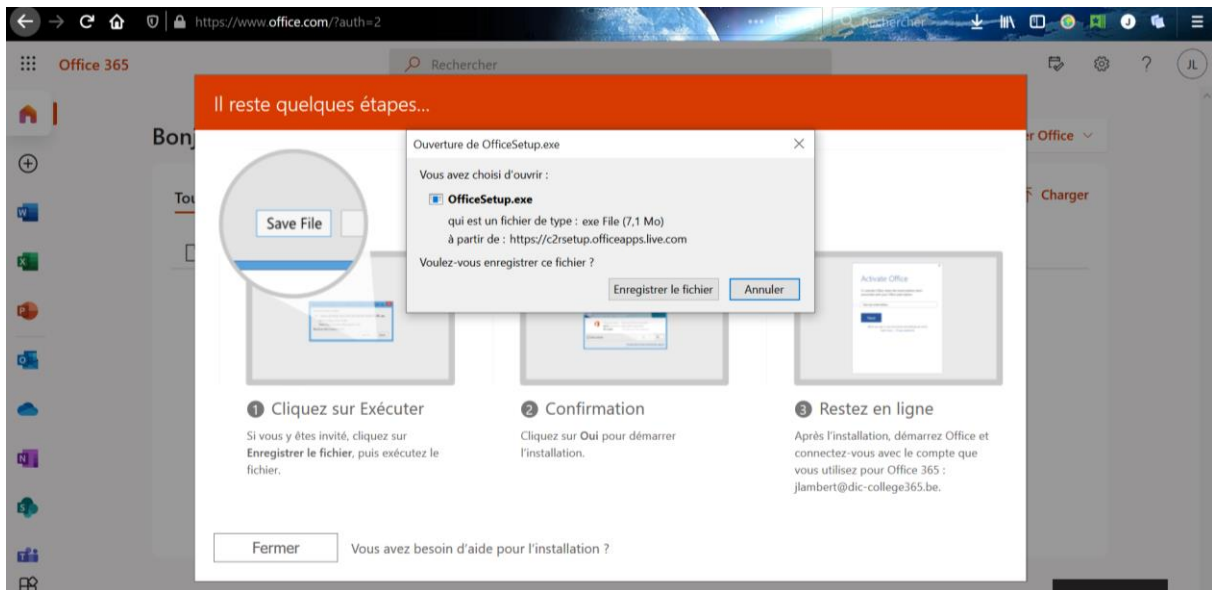 https://www.office.com/?auth=2
Rechercher
Office 365
Rechercher
JL
Il reste quelques étapes...
Bon
er Office
Ouverture de OfficeSetup.exe
Vous avez choisi d'ouvrir :
OfficeSetup.exe
qui est un fichier de type : exe File (7,1 Mo)
à partir de : https://c2rsetup.officeapps.live.com
Voulez-vous enregistrer ce fichier ?
Enregistrer le fichier
Annuler
Tou
Charger
Save File
Activate Office
1 Cliquez sur Exécuter
Si vous y êtes invité, cliquez sur
Enregistrer le fichier, puis exécutez le
fichier.
2 Confirmation
Cliquez sur Oui pour démarrer
l'installation.
3 Restez en ligne
Après l'installation, démarrez Office et
connectez-vous avec le compte que
vous utilisez pour Office 365 :
jlambert@dic-college365.be.
Fermer
Vous avez besoin d'aide pour l'installation ?